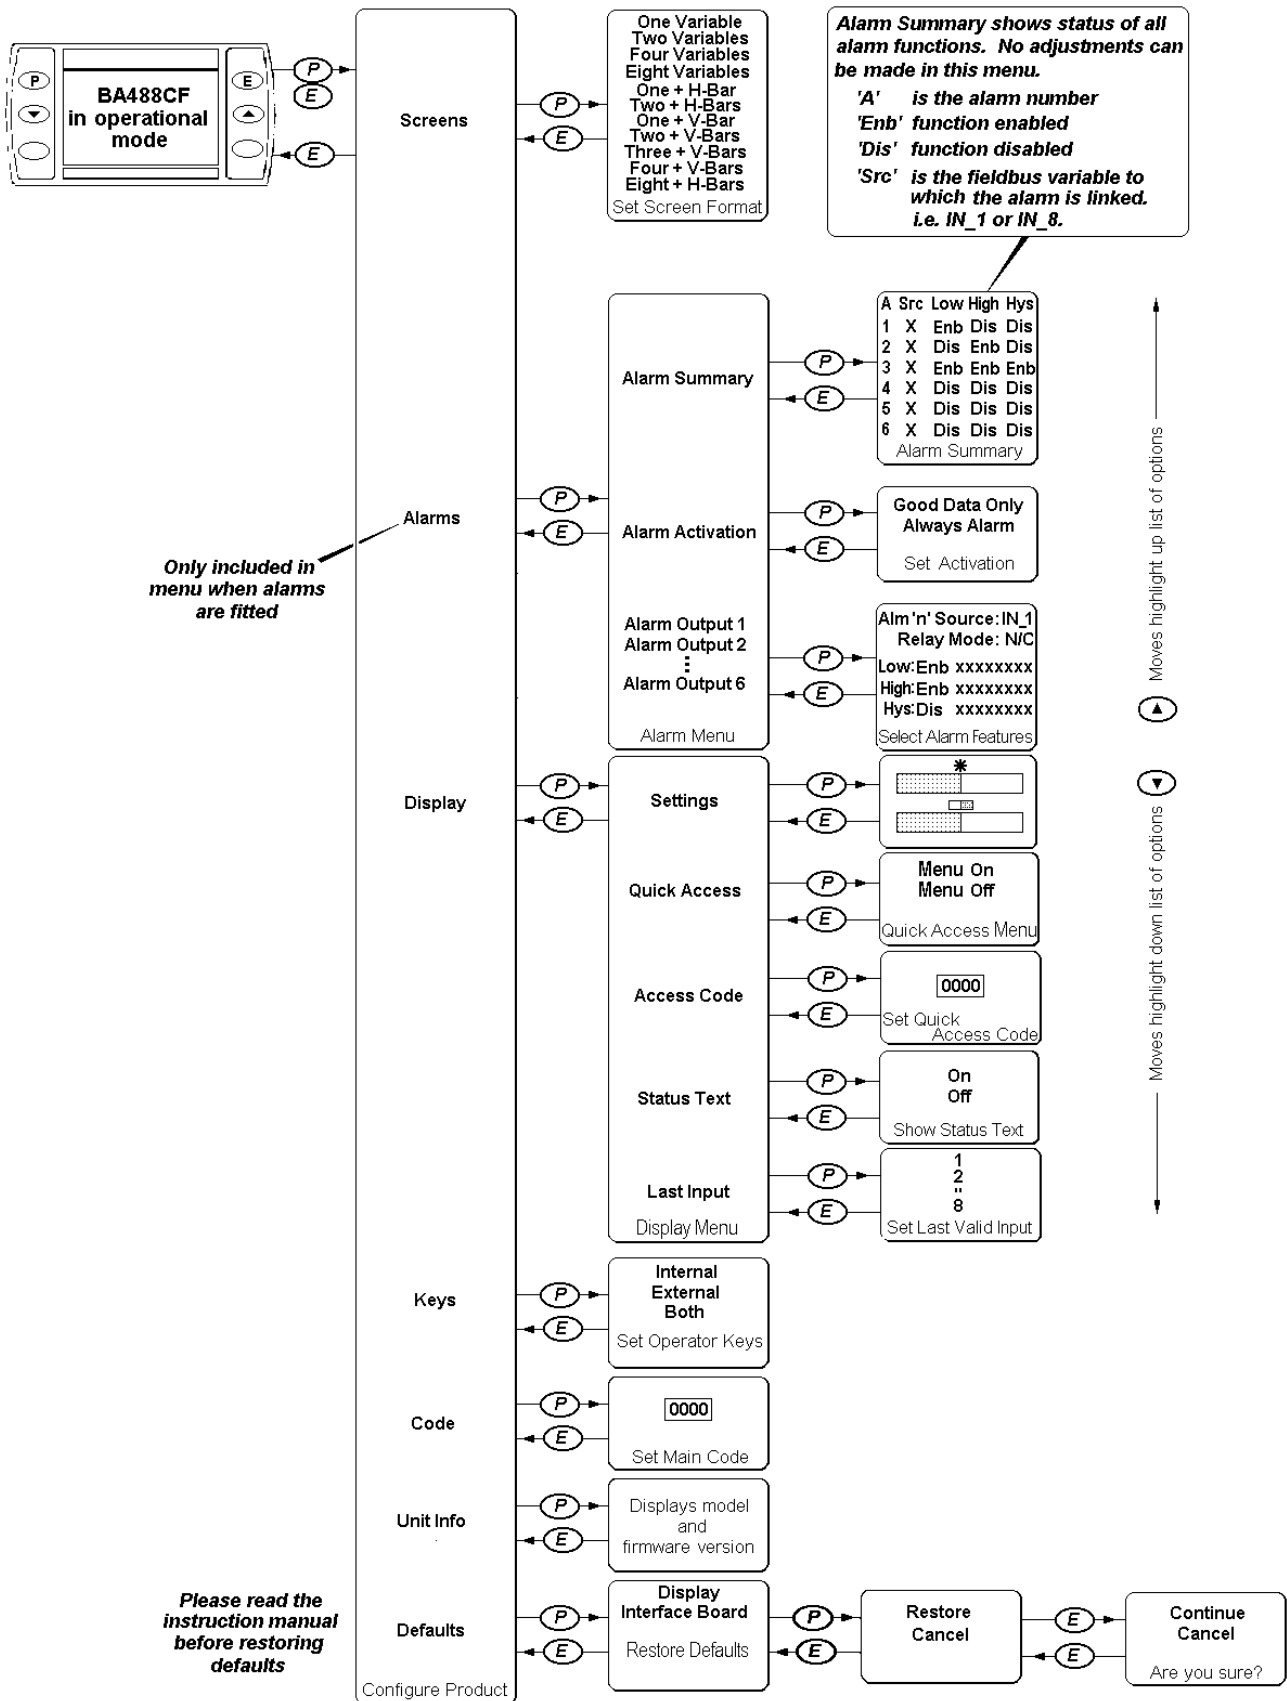 P
E
BA488CF
in operational
mode
P
E
E
Screens
P
E
One Variable
Two Variables
Four Variables
Eight Variables
One + H-Bar
Two + H-Bars
One + V-Bar
Two + V-Bars
Three + V-Bars
Four + V-Bars
Eight + H-Bars
Set Screen Format
Alarm Summary shows status of all
alarm functions. No adjustments can
be made in this menu.
'A' is the alarm number
'Enb' function enabled
'Dis' function disabled
'Src' is the fieldbus variable to
which the alarm is linked.
i.e. IN_1 or IN_8.
Alarms
Only included in
menu when alarms
are fitted
P
E
Alarm Summary
P
E
A Src Low High Hys
1 X Enb Dis Dis
2 X Dis Enb Dis
3 X Enb Enb Enb
4 X Dis Dis Dis
5 X Dis Dis Dis
6 X Dis Dis Dis
Alarm Summary
Alarm Activation
P
E
Good Data Only
Always Alarm
Set Activation
Alarm Output 1
Alarm Output 2
Alarm Output 6
Alarm Menu
P
E
Alm 'n' Source: IN_1
Relay Mode: N/C
Low: Enb xxxxxxxx
High: Enb xxxxxxxx
Hys: Dis xxxxxxxx
Select Alarm Features
Moves highlight up list of options
Moves highlight down list of options
Display
P
E
Settings
P
E
Quick Access
P
E
Menu On
Menu Off
Quick Access Menu
Access Code
P
E
0000
Set Quick
Access Code
Status Text
P
E
On
Off
Show Status Text
Last Input
Display Menu
P
E
1
2
"
8
Set Last Valid Input
Keys
P
E
Internal
External
Both
Set Operator Keys
Code
P
E
0000
Set Main Code
Unit Info
P
E
Displays model
and
firmware version
Please read the
instruction manual
before restoring
defaults
Defaults
Configure Product
P
E
Display
Interface Board
Restore Defaults
P
E
Restore
Cancel
E
E
Continue
Cancel
Are you sure?